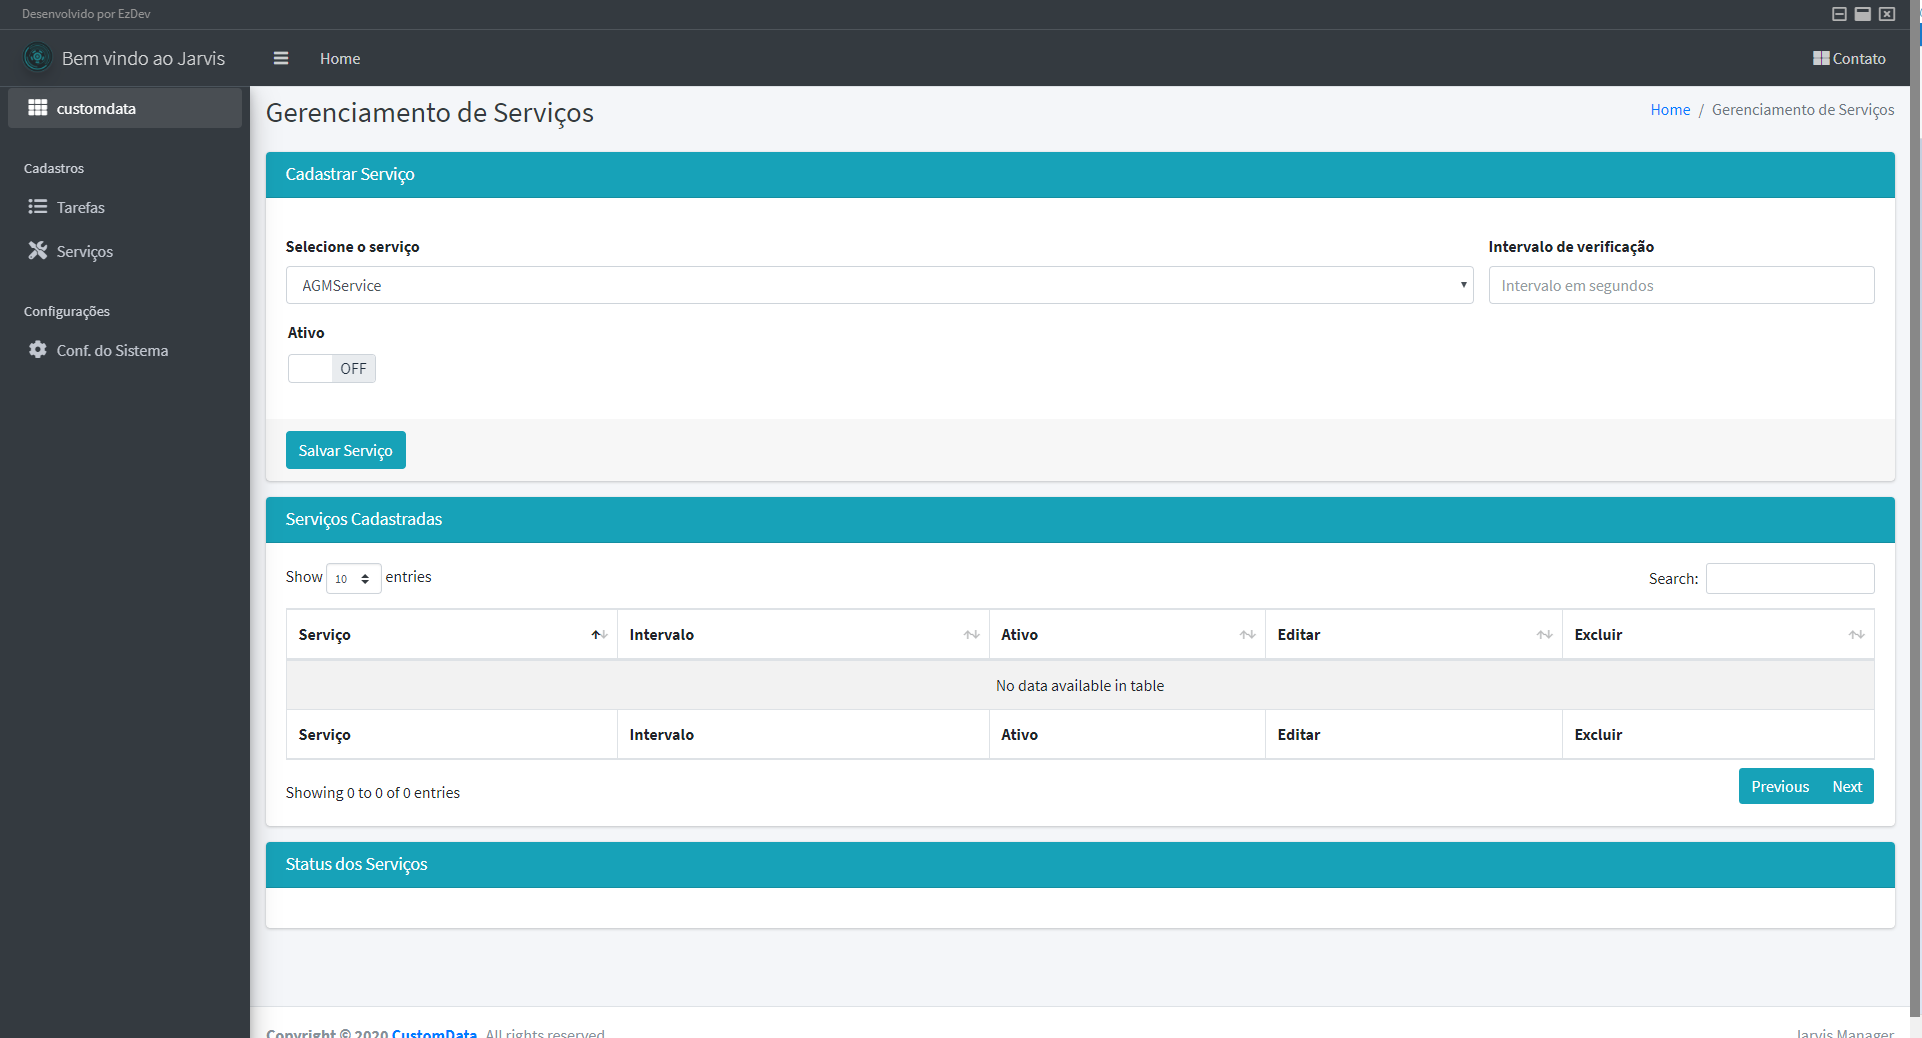 Desenvolvido por EzDev
Bem vindo ao Jarvis
Home
Contato
customdata
Cadastros
Tarefas
Serviços
Configurações
Conf. do Sistema
Gerenciamento de Serviços
Home / Gerenciamento de Serviços
Cadastrar Serviço
Selecione o serviço
Intervalo de verificação
AGMService
Intervalo em segundos
Ativo
OFF
Salvar Serviço
Serviços Cadastradas
Show 10 entries
Search:
Serviço Intervalo Ativo Editar Excluir
No data available in table
Serviço Intervalo Ativo Editar Excluir
Showing 0 to 0 of 0 entries
Previous Next
Status dos Serviços
Copyright © 2020 CustomData. All rights reserved.
Jarvis Manager